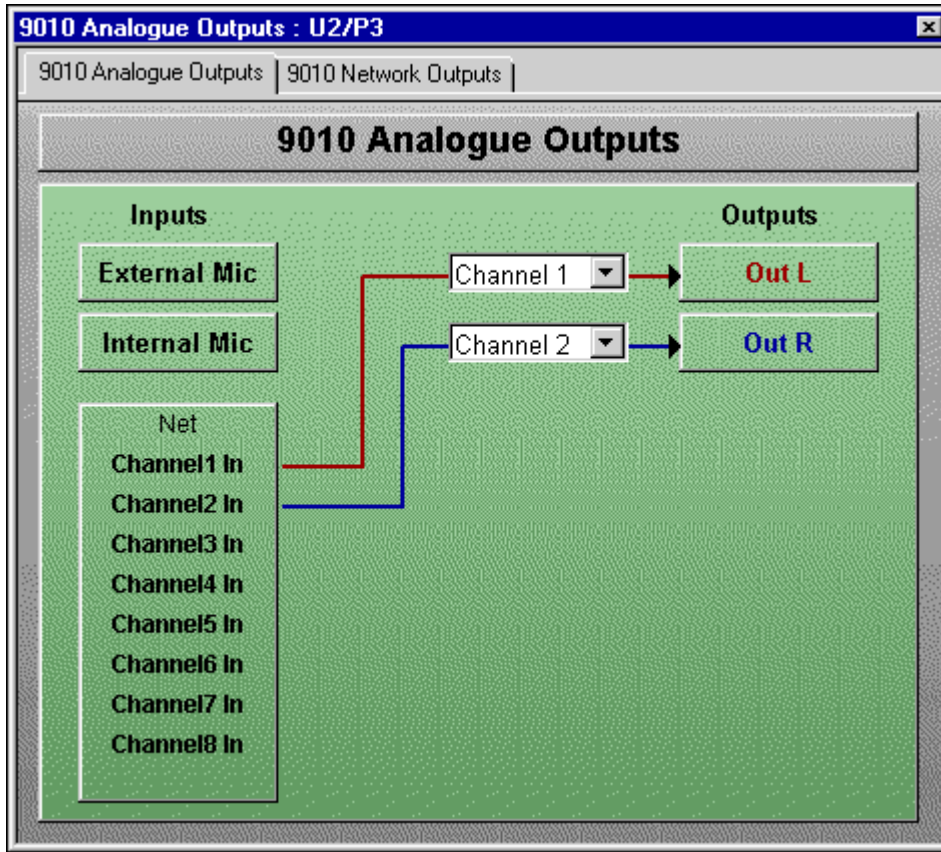 9010 Analogue Outputs : U2/P3
9010 Analogue Outputs
9010 Network Outputs
9010 Analogue Outputs
Inputs
Outputs
External Mic
Channel 1
Out L
Internal Mic
Channel 2
Out R
Net
Channel1 In
Channel2 In
Channel3 In
Channel4 In
Channel5 In
Channel6 In
Channel7 In
Channel8 In